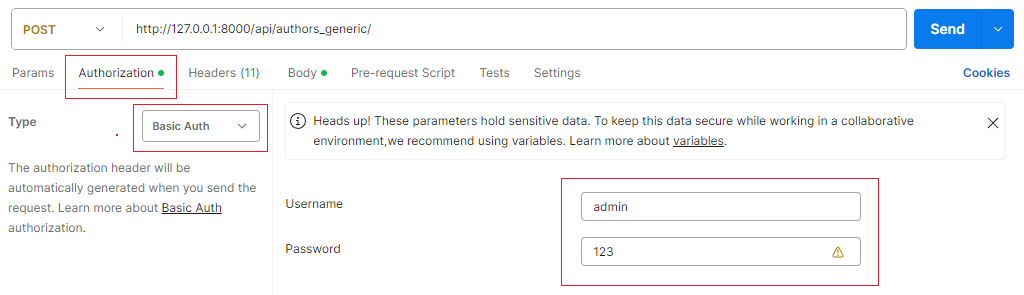 POST http://127.0.0.1:8000/api/authors_generic/ Send
Params Authorization Headers (11) Body Pre-request Script Tests Settings Cookies
Type Basic Auth
The authorization header will be
automatically generated when you send the
request. Learn more about Basic Auth
authorization.
Heads up! These parameters hold sensitive data. To keep this data secure while working in a collaborative
environment,we recommend using variables. Learn more about variables.
Username admin
Password 123